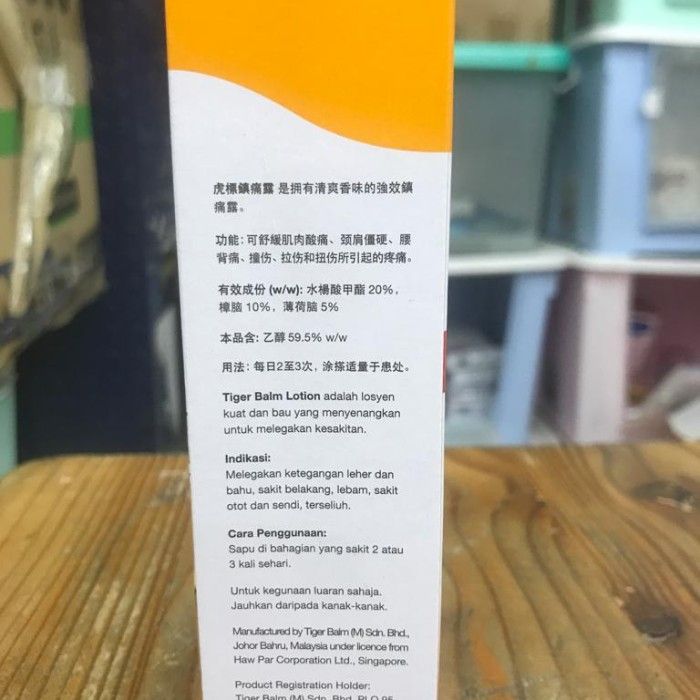 虎標鎮痛露 是拥有清爽香味的強效鎮
痛露。
功能: 可舒緩肌肉酸痛、颈肩僵硬、腰
背痛、撞伤、拉伤和扭伤所引起的疼痛。
有效成份 (w/w): 水楊酸甲酯 20%,
樟脑 10%, 薄荷脑 5%
本品含: 乙醇 59.5% w/w
用法: 每日2至3次, 涂搽适量于患处。
Tiger Balm Lotion adalah losyen
kuat dan bau yang menyenangkan
untuk melegakan kesakitan.
Indikasi:
Melegakan ketegangan leher dan
bahu, sakit belakang, lebam, sakit
otot dan sendi, terseliuh.
Cara Penggunaan:
Sapu di bahagian yang sakit 2 atau
3 kali sehari.
Untuk kegunaan luaran sahaja.
Jauhkan daripada kanak-kanak.
Manufactured by Tiger Balm (M) Sdn. Bhd.,
Johor Bahru, Malaysia under licence from
Haw Par Corporation Ltd., Singapore.
Product Registration Holder:
Tiger Balm (M) Sdn. Bhd. PLO 95,